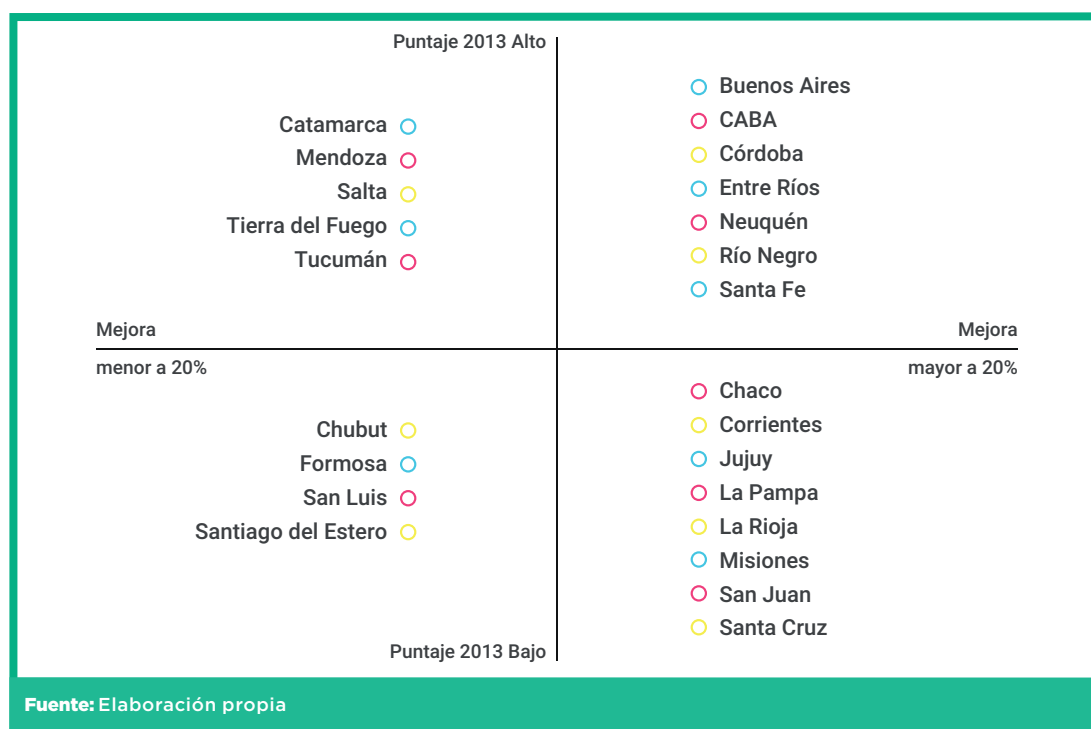 Puntaje 2013 Alto
Catamarca
Mendoza
Salta
Tierra del Fuego
Tucumán
Buenos Aires
CABA
Córdoba
Entre Ríos
Neuquén
Río Negro
Santa Fe
Mejora
menor a 20%
Mejora
mayor a 20%
Chubut
Formosa
San Luis
Santiago del Estero
Chaco
Corrientes
Jujuy
La Pampa
La Rioja
Misiones
San Juan
Santa Cruz
Puntaje 2013 Bajo
Fuente: Elaboración propia